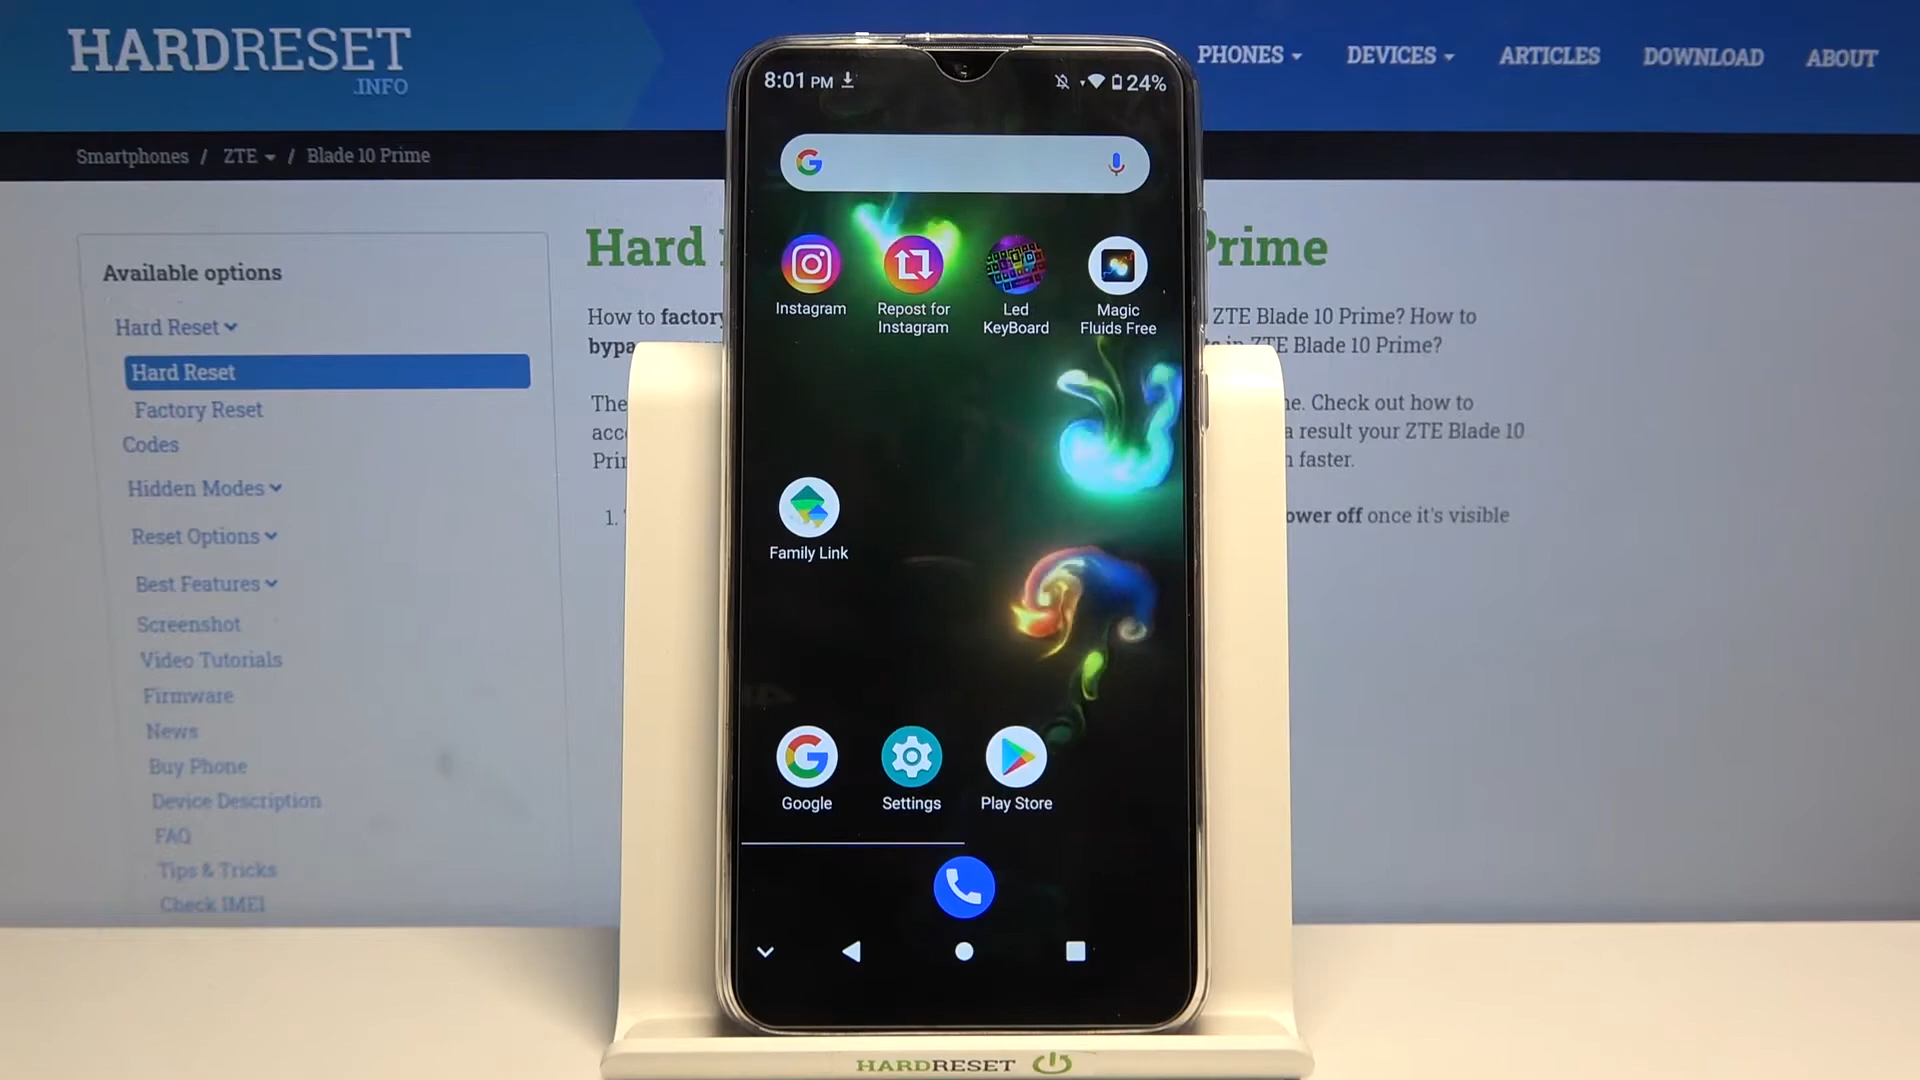 HARDRESET
.INFO
PHONES
DEVICES
ARTICLES
DOWNLOAD
ABOUT
Smartphones / ZTE / Blade 10 Prime
Available options
Hard Reset
Hard Reset
Factory Reset
Codes
Hidden Modes
Reset Options
Best Features
Screenshot
Video Tutorials
Firmware
News
Buy Phone
Device Description
FAQ
Tips & Tricks
Check IMEI
Hard Prime
How to factory ZTE Blade 10 Prime? How to
in ZTE Blade 10 Prime?
The Check out how to
a result your ZTE Blade 10
faster.
1. off once it's visible
8:01 PM
24%
Instagram
Repost for
Instagram
Led
KeyBoard
Magic
Fluids Free
Family Link
Google
Settings
Play Store
HARDRESET